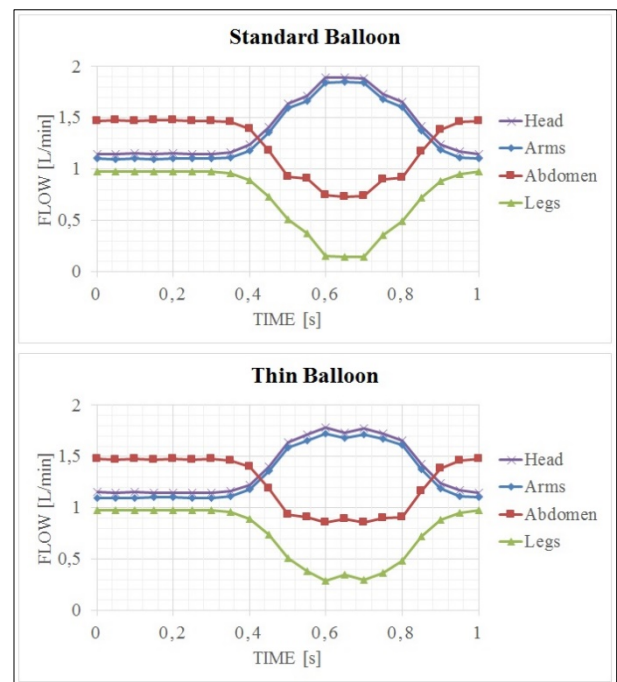 Standard Balloon
FLOW [L/min]
2
1,5
1
0,5
0
0 0,2 0,4 0,6 0,8 1
TIME [s]
Head
Arms
Abdomen
Legs
Thin Balloon
FLOW [L/min]
2
1,5
1
0,5
0
0 0,2 0,4 0,6 0,8 1
TIME [s]
Head
Arms
Abdomen
Legs